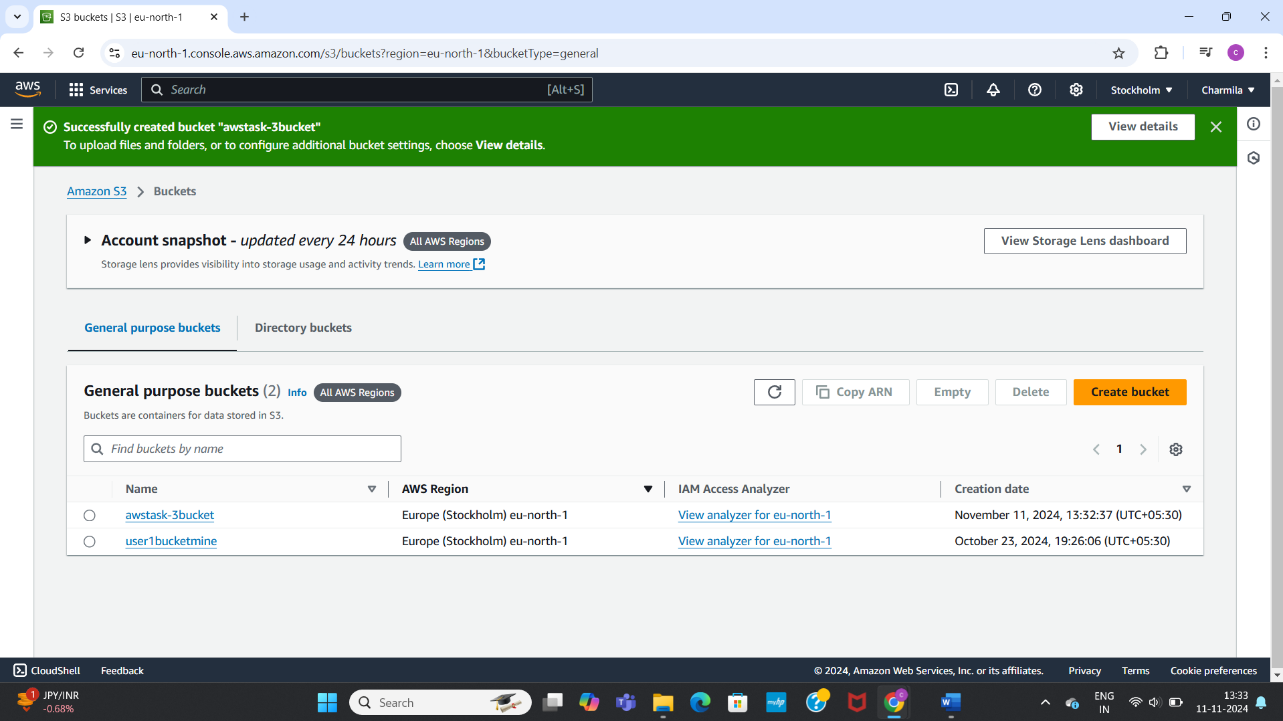 S3 buckets | S3 | eu-north-1
eu-north-1.console.aws.amazon.com/s3/buckets?region=eu-north-1&bucketType=general
C
aws
Services
Search
[Alt+S]
Stockholm
Charmila
Successfully created bucket "awstask-3bucket"
To upload files and folders, or to configure additional bucket settings, choose View details.
View details
Amazon S3 > Buckets
Account snapshot - updated every 24 hours
All AWS Regions
Storage lens provides visibility into storage usage and activity trends. Learn more
View Storage Lens dashboard
General purpose buckets
Directory buckets
General purpose buckets (2) Info
All AWS Regions
Buckets are containers for data stored in S3.
Copy ARN
Empty
Delete
Create bucket
Find buckets by name
1
Name
AWS Region
IAM Access Analyzer
Creation date
awstask-3bucket
Europe (Stockholm) eu-north-1
View analyzer for eu-north-1
November 11, 2024, 13:32:37 (UTC+05:30)
user1bucketmine
Europe (Stockholm) eu-north-1
View analyzer for eu-north-1
October 23, 2024, 19:26:06 (UTC+05:30)
CloudShell
Feedback
© 2024, Amazon Web Services, Inc. or its affiliates.
Privacy
Terms
Cookie preferences
1
JPY/INR
-0.68%
Search
ENG
IN
13:33
11-11-2024